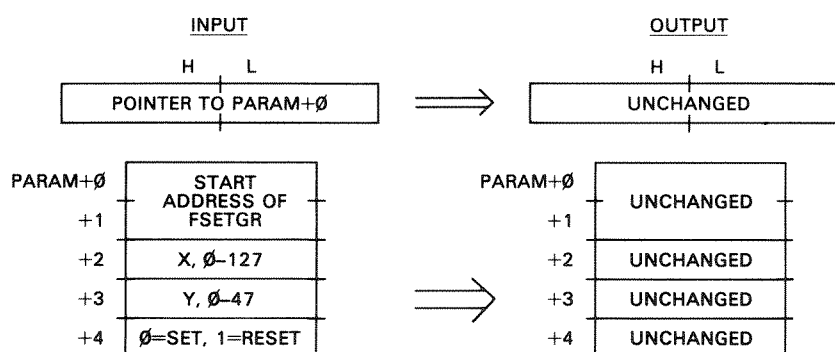 INPUT
OUTPUT
H L
H L
POINTER TO PARAM+Ø
UNCHANGED
PARAM+Ø
START
ADDRESS OF
FSETGR
+1
+2
X, Ø–127
+3
Y, Ø–47
+4
Ø=SET, 1=RESET
PARAM+Ø
UNCHANGED
+1
+2
UNCHANGED
+3
UNCHANGED
+4
UNCHANGED